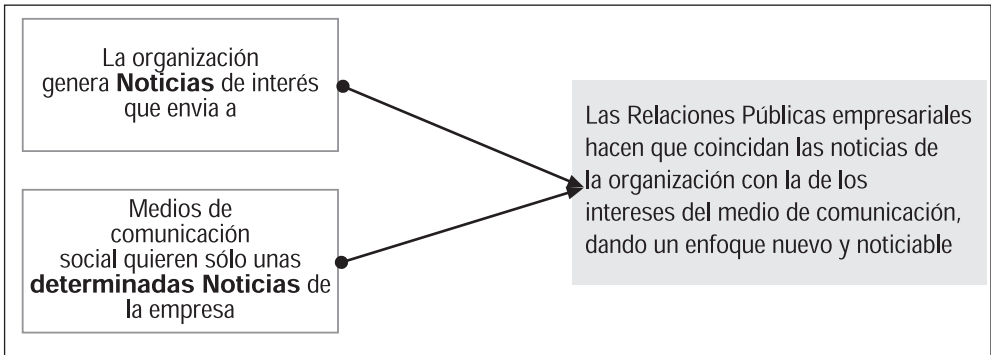 La organización
genera Noticias de interés
que envia a
Medios de
comunicación
social quieren sólo unas
determinadas Noticias de
la empresa
Las Relaciones Públicas empresariales
hacen que coincidan las noticias de
la organización con la de los
intereses del medio de comunicación,
dando un enfoque nuevo y noticiable